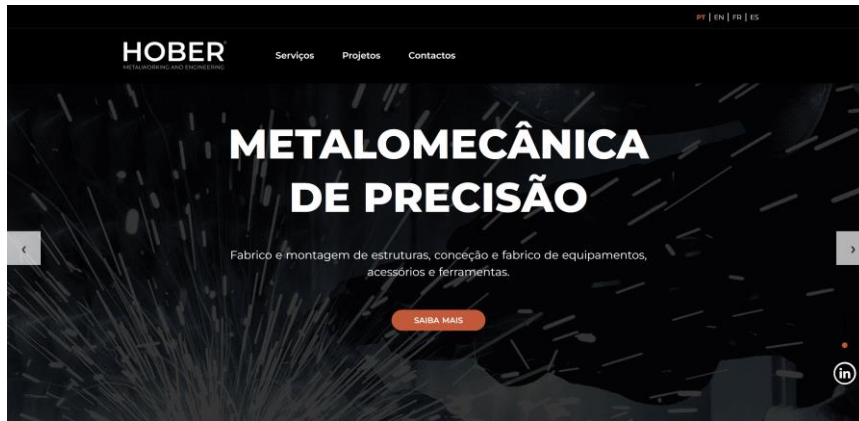 PT | EN | FR | ES
HOBER
METALWORKING AND ENGINEERING
Serviços Projetos Contactos
METALOMECÂNICA
DE PRECISÃO
Fabrico e montagem de estruturas, conceção e fabrico de equipamentos,
acessórios e ferramentas.
SAIBA MAIS
in